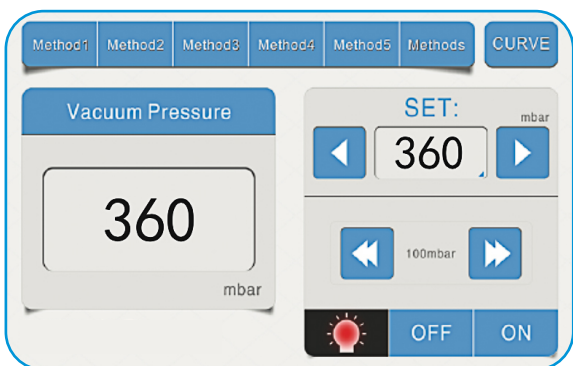 Method1 Method2 Method3 Method4 Method5 Methods CURVE
Vacuum Pressure
360
mbar
SET:
mbar
360
100mbar
OFF ON